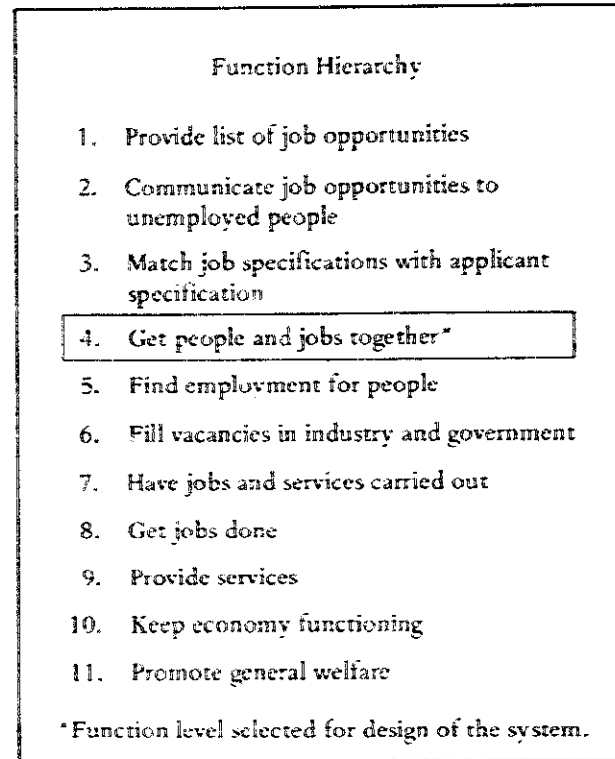 Function Hierarchy
1. Provide list of job opportunities
2. Communicate job opportunities to
unemployed people
3. Match job specifications with applicant
specification
4. Get people and jobs together*
5. Find employment for people
6. Fill vacancies in industry and government
7. Have jobs and services carried out
8. Get jobs done
9. Provide services
10. Keep economy functioning
11. Promote general welfare
*Function level selected for design of the system.